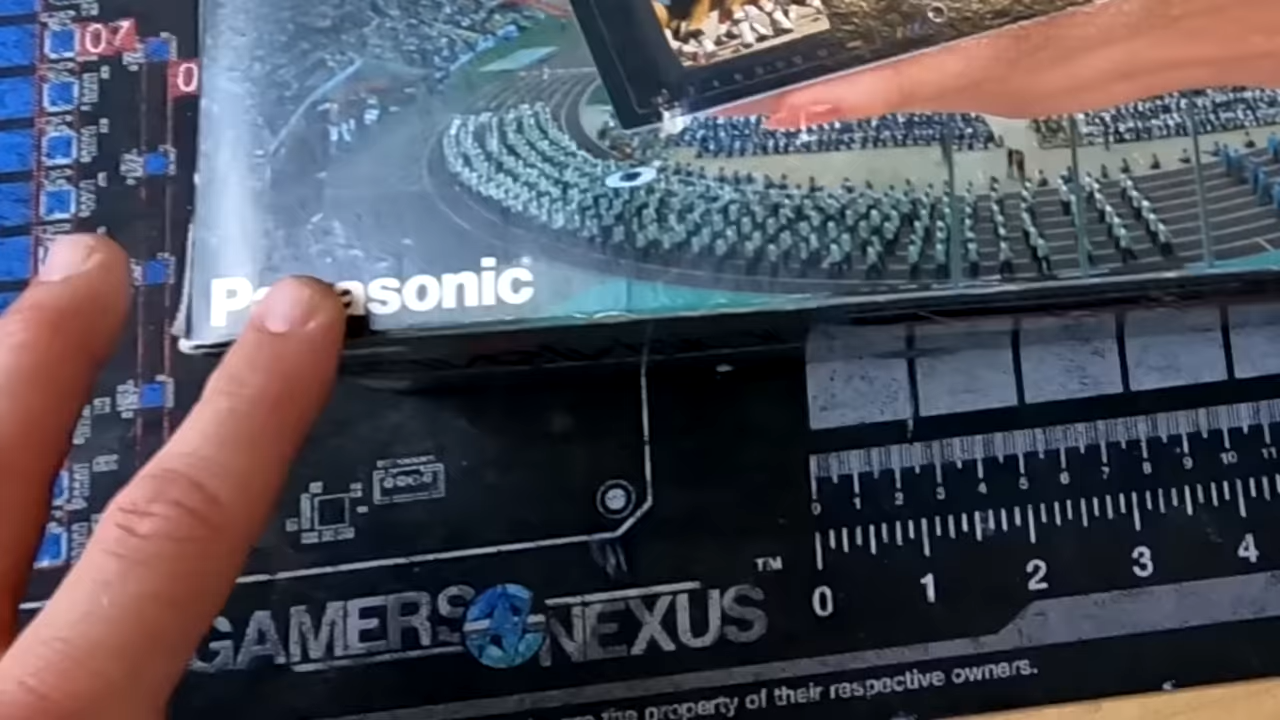 07
0
Panasonic
0 1 2 3 4 5 6 7 8 9 10 11
0 1 2 3 4
GAMERS NEXUS ™
the property of their respective owners.